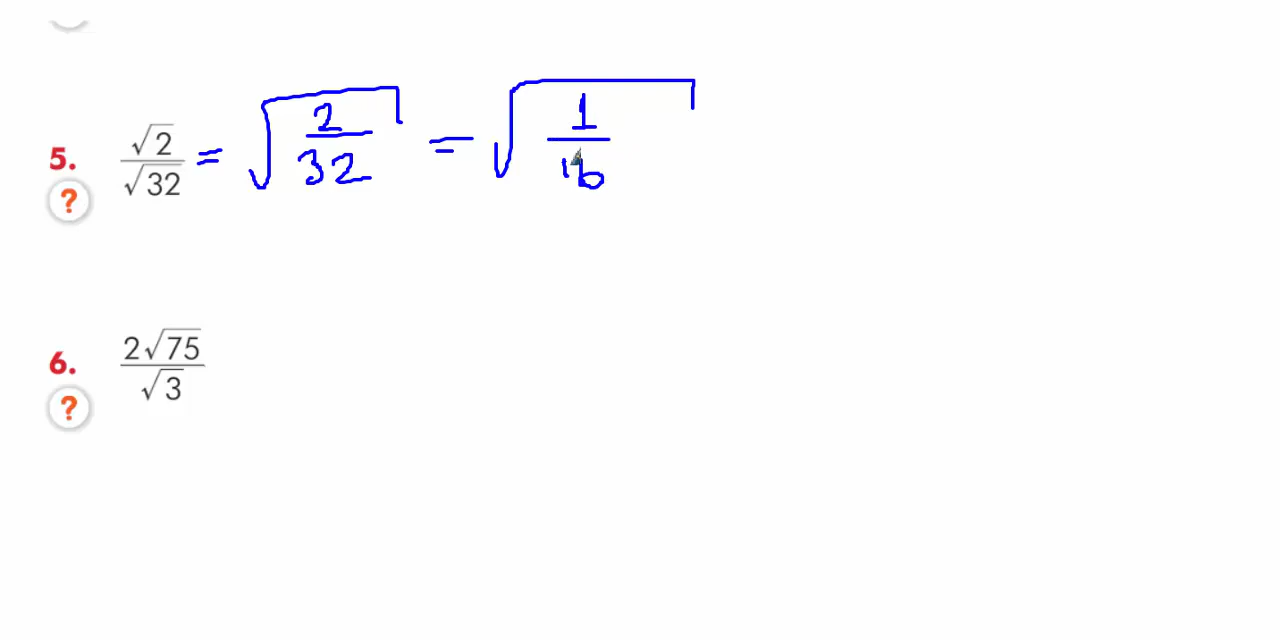 5. √2/√32 = √(2/32) = √(1/16)
?
6. 2√75/√3
?